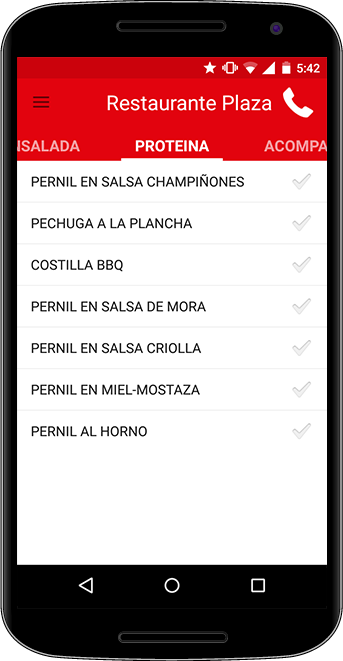 5:42
Restaurante Plaza
NSALADA PROTEINA ACOMPA
PERNIL EN SALSA CHAMPIÑONES
PECHUGA A LA PLANCHA
COSTILLA BBQ
PERNIL EN SALSA DE MORA
PERNIL EN SALSA CRIOLLA
PERNIL EN MIEL-MOSTAZA
PERNIL AL HORNO